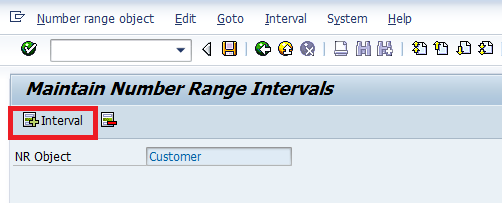 Number range object Edit Goto Interval System Help
Maintain Number Range Intervals
Interval
NR Object Customer